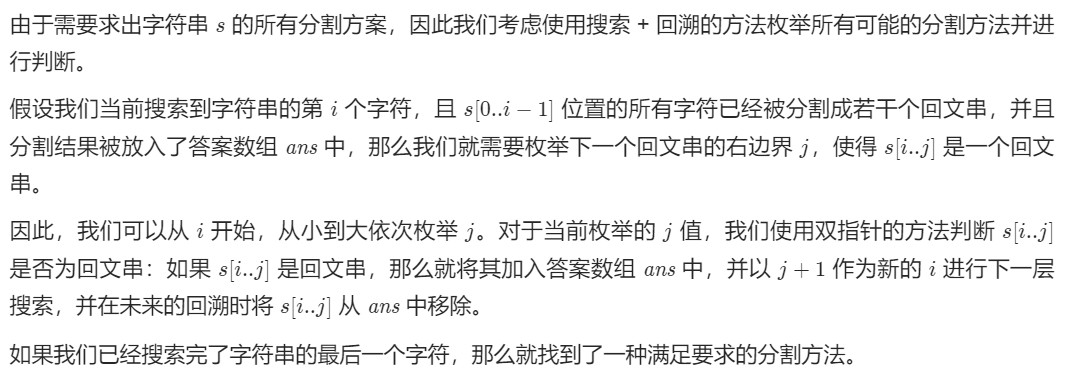 由于需要求出字符串 s 的所有分割方案，因此我们考虑使用搜索 + 回溯的方法枚举所有可能的分割方法并进
行判断。
假设我们当前搜索到字符串的第 i 个字符，且 s[0..i − 1] 位置的所有字符已经被分割成若干个回文串，并且
分割结果被放入了答案数组 ans 中，那么我们就需要枚举下一个回文串的右边界 j，使得 s[i..j] 是一个回文
串。
因此，我们可以从 i 开始，从小到大依次枚举 j。对于当前枚举的 j 值，我们使用双指针的方法判断 s[i..j]
是否为回文串：如果 s[i..j] 是回文串，那么就将其加入答案数组 ans 中，并以 j + 1 作为新的 i 进行下一层
搜索，并在未来的回溯时将 s[i..j] 从 ans 中移除。
如果我们已经搜索完了字符串的最后一个字符，那么就找到了一种满足要求的分割方法。